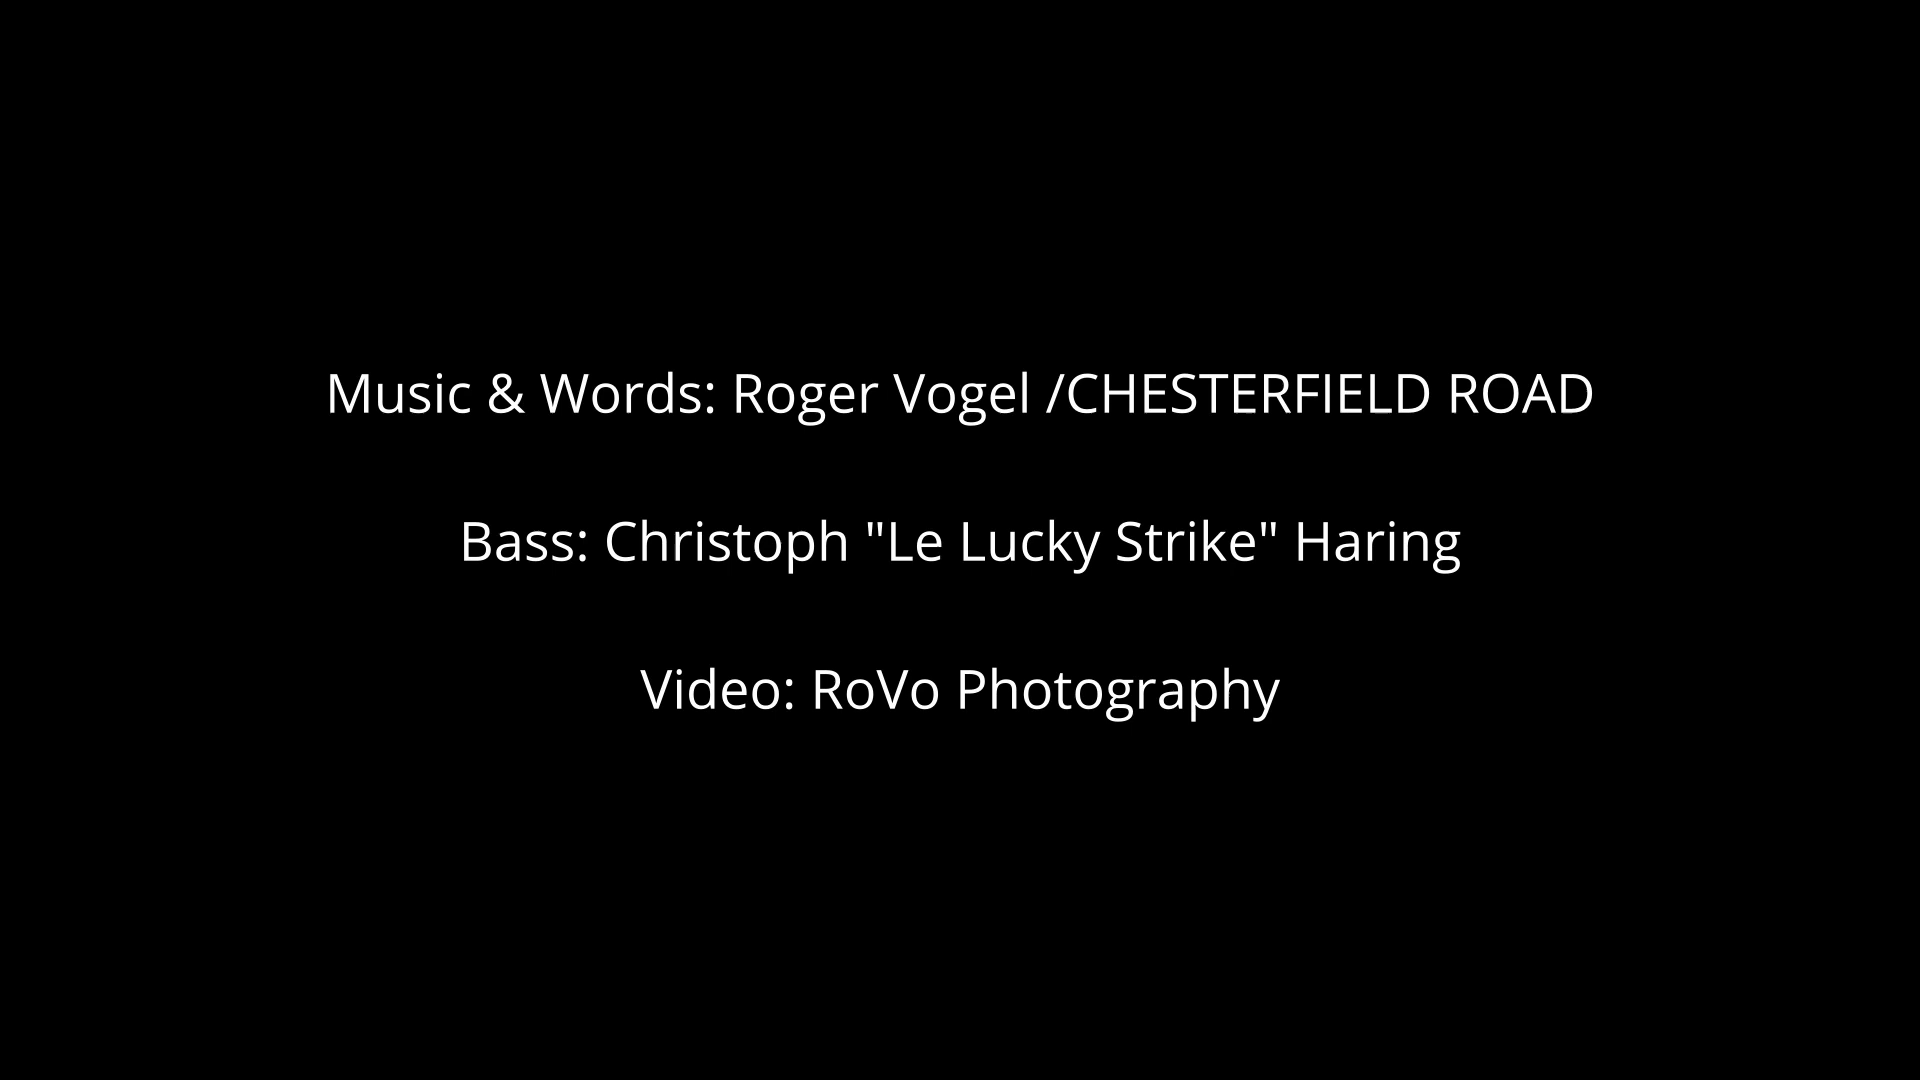 Music & Words: Roger Vogel /CHESTERFIELD ROAD
Bass: Christoph "Le Lucky Strike" Haring
Video: RoVo Photography